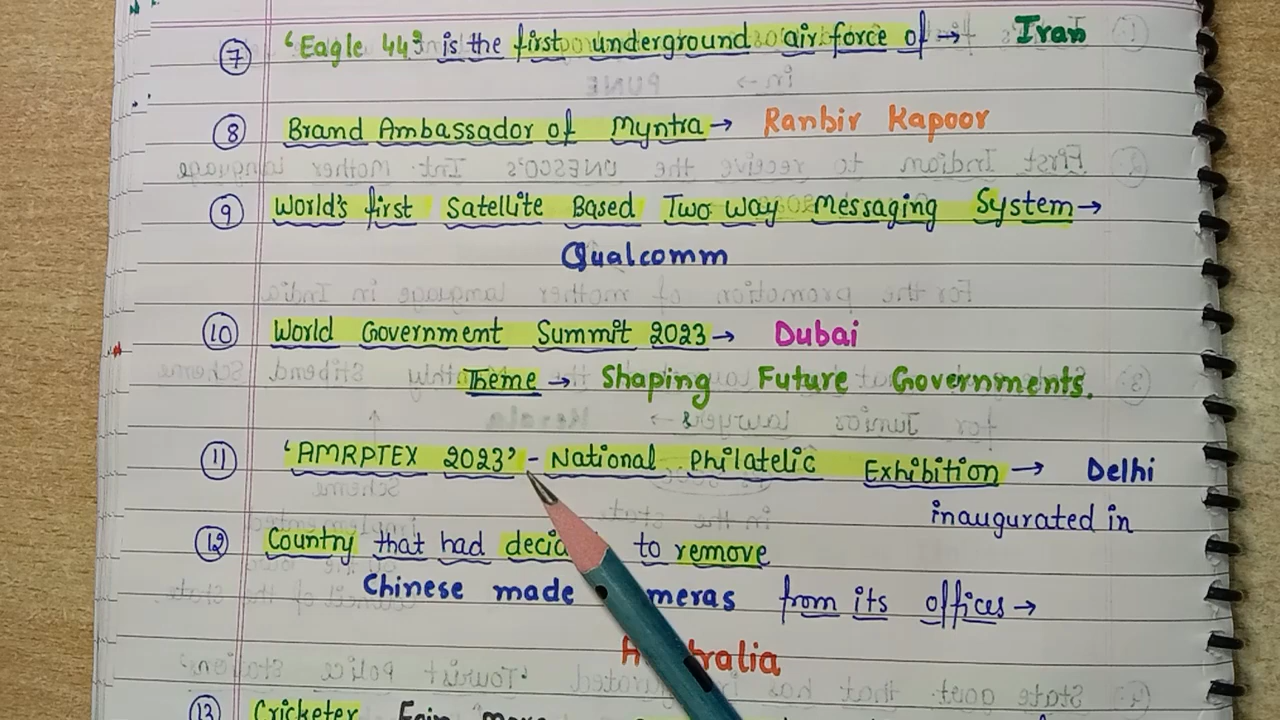 ⑦ 'Eagle 44' is the first underground air force of → Iran
⑧ Brand Ambassador of Myntra → Ranbir Kapoor
⑨ World's first Satellite Based Two way Messaging System →
Qualcomm
⑩ World Government Summit 2023 → Dubai
Theme → Shaping Future Governments.
⑪ 'AMRPTEX 2023' - National Philatelic Exhibition → Delhi
inaugurated in
⑫ Country that had to remove
Chinese made from its offices →
⑬ Cricketer